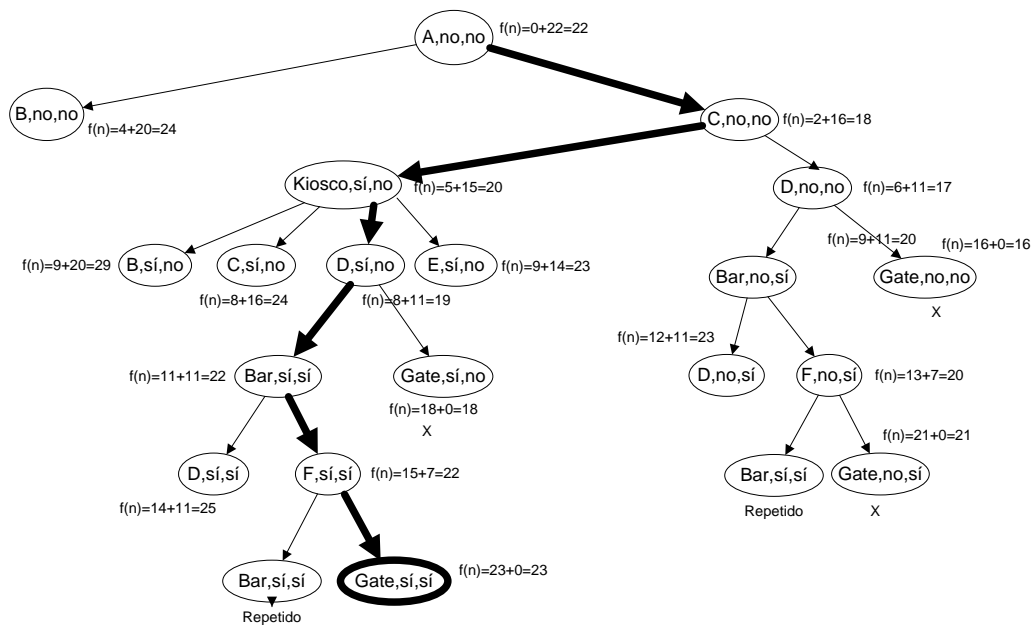 f(n)=0+22=22
A,no,no
B,no,no
f(n)=4+20=24
C,no,no
f(n)=2+16=18
Kiosco,sí,no
f(n)=5+15=20
D,no,no
f(n)=6+11=17
f(n)=9+20=29
B,sí,no
C,sí,no
D,sí,no
E,sí,no
f(n)=9+14=23
f(n)=8+16=24
f(n)=8+11=19
f(n)=9+11=20
f(n)=16+0=16
Bar,no,sí
Gate,no,no
X
f(n)=11+11=22
Bar,sí,sí
Gate,sí,no
f(n)=18+0=18
X
f(n)=12+11=23
D,no,sí
F,no,sí
f(n)=13+7=20
D,sí,sí
f(n)=14+11=25
F,sí,sí
f(n)=15+7=22
f(n)=21+0=21
Bar,sí,sí
Gate,no,sí
Repetido
X
Bar,sí,sí
Gate,sí,sí
f(n)=23+0=23
Repetido